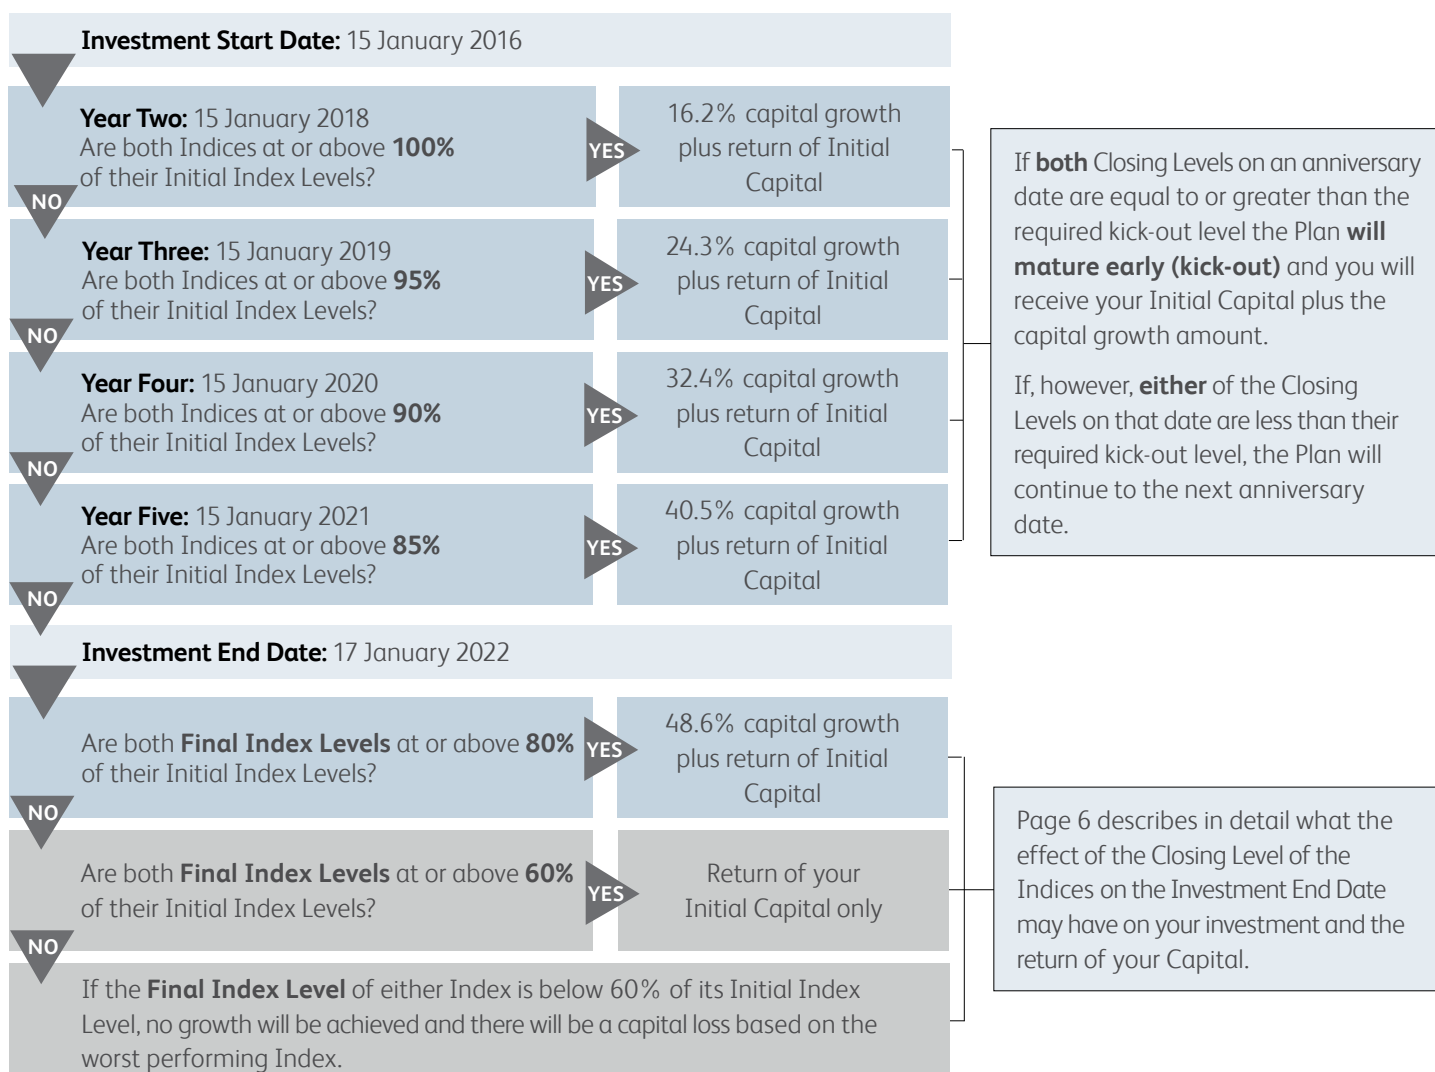 Investment Start Date: 15 January 2016
Year Two: 15 January 2018
Are both Indices at or above 100%
of their Initial Index Levels?
YES
16.2% capital growth
plus return of Initial
Capital
NO
Year Three: 15 January 2019
Are both Indices at or above 95%
of their Initial Index Levels?
YES
24.3% capital growth
plus return of Initial
Capital
NO
Year Four: 15 January 2020
Are both Indices at or above 90%
of their Initial Index Levels?
YES
32.4% capital growth
plus return of Initial
Capital
NO
Year Five: 15 January 2021
Are both Indices at or above 85%
of their Initial Index Levels?
YES
40.5% capital growth
plus return of Initial
Capital
NO
If both Closing Levels on an anniversary
date are equal to or greater than the
required kick-out level the Plan will
mature early (kick-out) and you will
receive your Initial Capital plus the
capital growth amount.
If, however, either of the Closing
Levels on that date are less than their
required kick-out level, the Plan will
continue to the next anniversary
date.
Investment End Date: 17 January 2022
Are both Final Index Levels at or above 80%
of their Initial Index Levels?
YES
48.6% capital growth
plus return of Initial
Capital
NO
Are both Final Index Levels at or above 60%
of their Initial Index Levels?
YES
Return of your
Initial Capital only
NO
If the Final Index Level of either Index is below 60% of its Initial Index
Level, no growth will be achieved and there will be a capital loss based on the
worst performing Index.
Page 6 describes in detail what the
effect of the Closing Level of the
Indices on the Investment End Date
may have on your investment and the
return of your Capital.